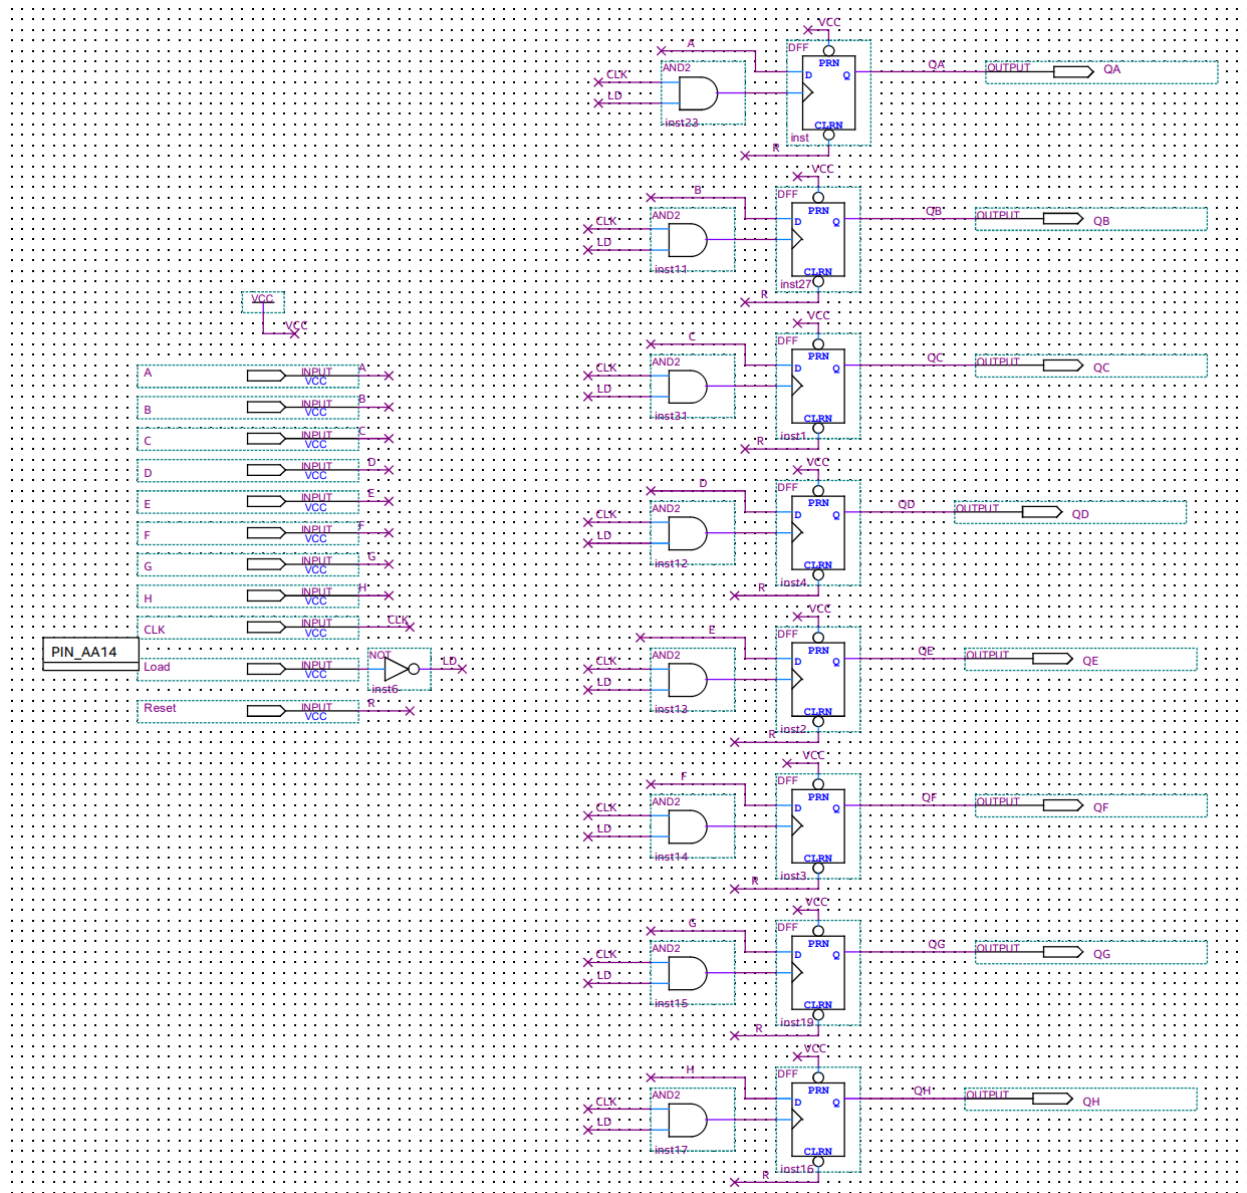 VCC
VCC
A INPUT VCC A
B INPUT VCC B
C INPUT VCC C
D INPUT VCC D
E INPUT VCC E
F INPUT VCC F
G INPUT VCC G
H INPUT VCC H
CLK INPUT VCC CLK
PIN_AA14
Load INPUT VCC NOT LD
inst6
Reset INPUT VCC R
VCC
A DFF
CLK AND2 PRN
LD D Q QA OUTPUT QA
inst23 CLRN
inst
R
VCC
B DFF
CLK AND2 PRN
LD D Q QB OUTPUT QB
inst11 CLRN
inst27
R
VCC
C DFF
CLK AND2 PRN
LD D Q QC OUTPUT QC
inst31 CLRN
inst1
R
VCC
D DFF
CLK AND2 PRN
LD D Q QD OUTPUT QD
inst12 CLRN
inst4
R
VCC
E DFF
CLK AND2 PRN
LD D Q QE OUTPUT QE
inst13 CLRN
inst2
R
VCC
F DFF
CLK AND2 PRN
LD D Q QF OUTPUT QF
inst14 CLRN
inst3
R
VCC
G DFF
CLK AND2 PRN
LD D Q QG OUTPUT QG
inst15 CLRN
inst19
R
VCC
H DFF
CLK AND2 PRN
LD D Q QH OUTPUT QH
inst17 CLRN
inst16
R